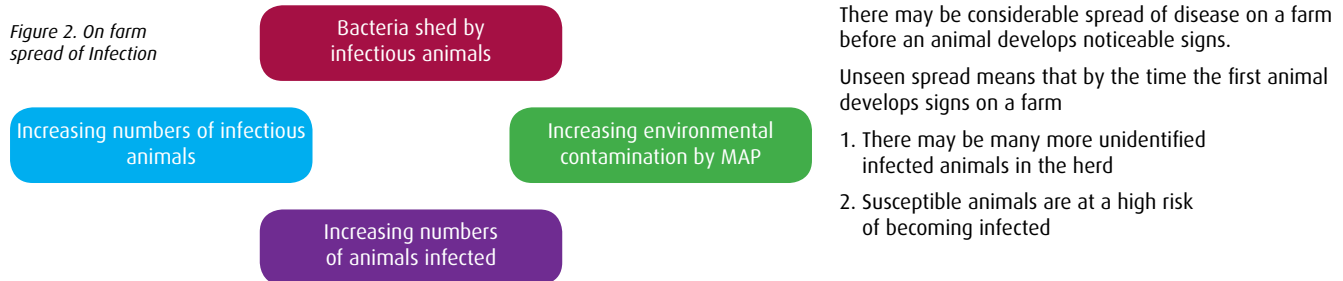 Figure 2. On farm
spread of Infection
Bacteria shed by
infectious animals
Increasing numbers of infectious
animals
Increasing environmental
contamination by MAP
Increasing numbers
of animals infected
There may be considerable spread of disease on a farm
before an animal develops noticeable signs.
Unseen spread means that by the time the first animal
develops signs on a farm
1. There may be many more unidentified
infected animals in the herd
2. Susceptible animals are at a high risk
of becoming infected